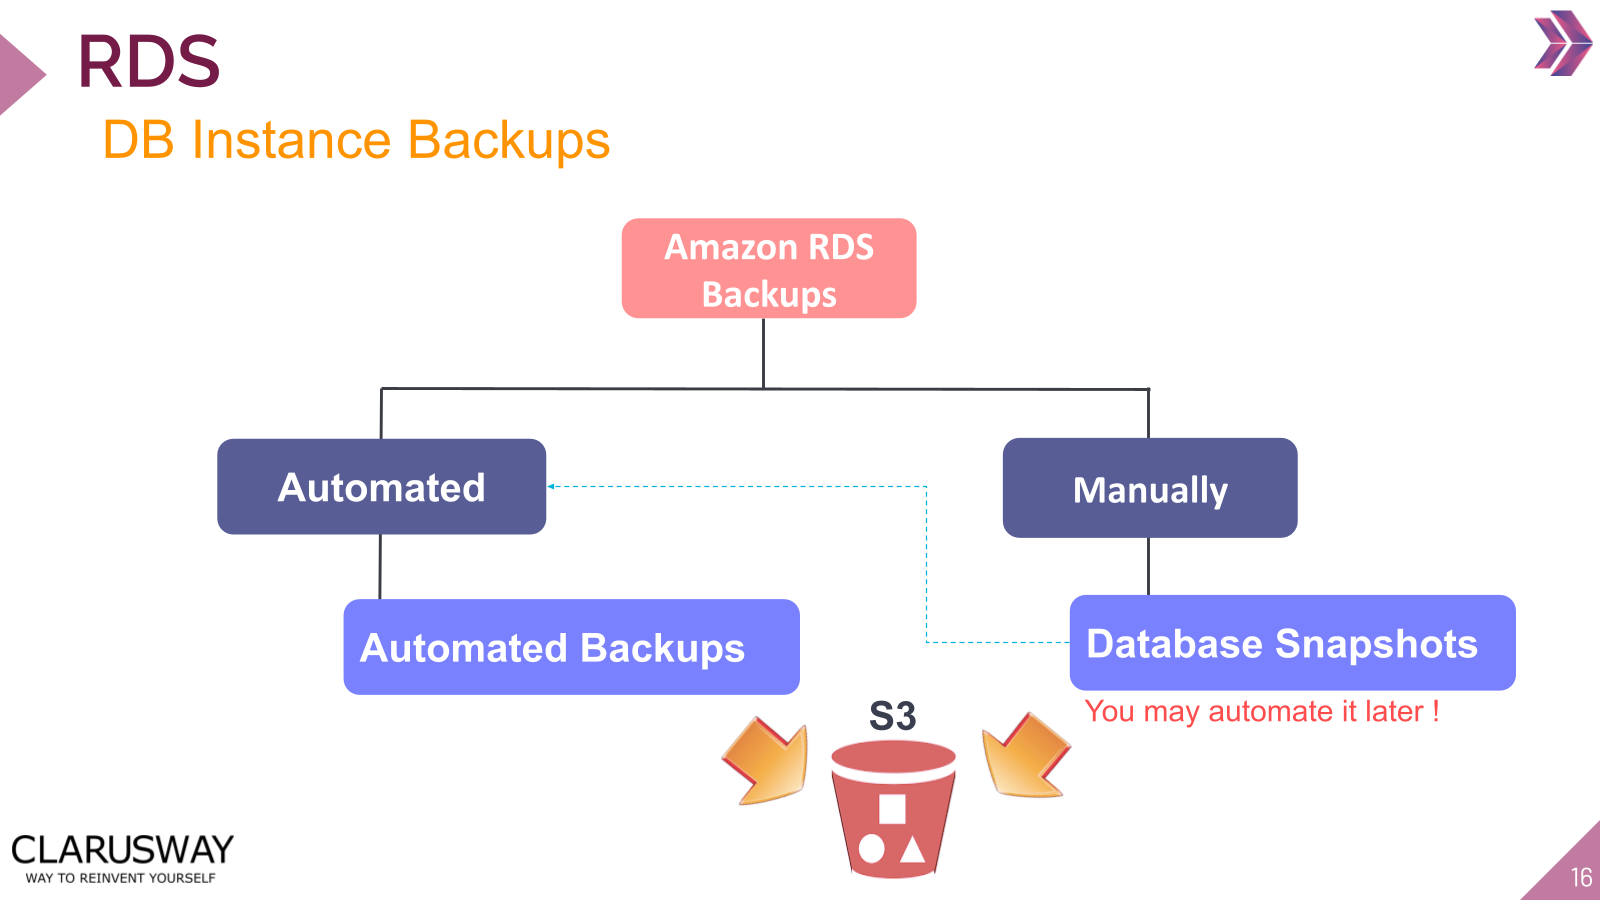 RDS
DB Instance Backups
Amazon RDS
Backups
Automated
Manually
Automated Backups
Database Snapshots
You may automate it later !
S3
CLARUSWAY
WAY TO REINVENT YOURSELF
16